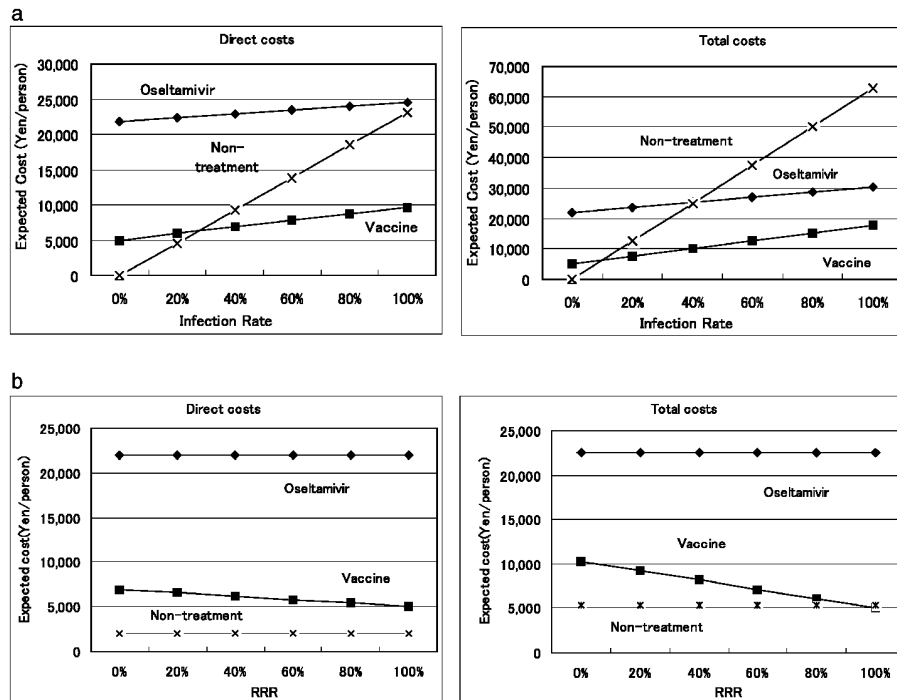 a
Direct costs
Expected Cost (Yen/person)
30,000
25,000
20,000
15,000
10,000
5,000
0
Oseltamivir
Non-
treatment
Vaccine
0% 20% 40% 60% 80% 100%
Infection Rate
Total costs
Expected Cost (Yen/person)
70,000
60,000
50,000
40,000
30,000
20,000
10,000
0
Non-treatment
Oseltamivir
Vaccine
0% 20% 40% 60% 80% 100%
Infection Rate
b
Direct costs
Expected cost(Yen/person)
25,000
20,000
15,000
10,000
5,000
0
Oseltamivir
Vaccine
Non-treatment
0% 20% 40% 60% 80% 100%
RRR
Total costs
Expected cost(Yen/person)
25,000
20,000
15,000
10,000
5,000
0
Oseltamivir
Vaccine
Non-treatment
0% 20% 40% 60% 80% 100%
RRR